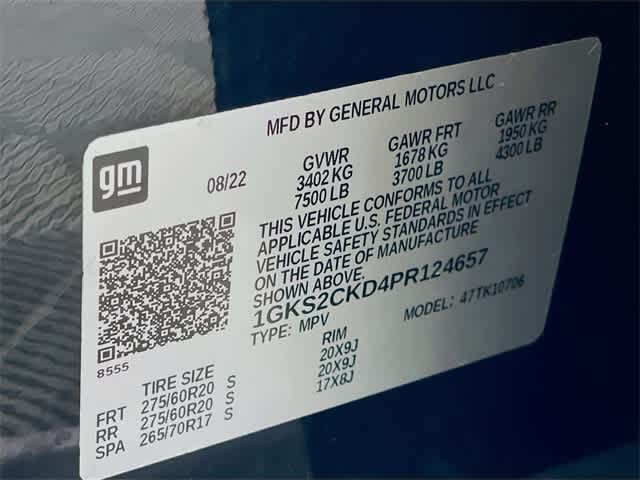 MFD BY GENERAL MOTORS LLC
gm
08/22
GVWR GAWR FRT GAWR RR
3402 KG 1678 KG 1950 KG
7500 LB 3700 LB 4300 LB
THIS VEHICLE CONFORMS TO ALL
APPLICABLE U.S. FEDERAL MOTOR
VEHICLE SAFETY STANDARDS IN EFFECT
ON THE DATE OF MANUFACTURE
SHOWN ABOVE.
1GKS2CKD4PR124657
TYPE: MPV MODEL: 47TK10706
8555
TIRE SIZE RIM
FRT 275/60R20 S 20X9J
RR 275/60R20 S 20X9J
SPA 265/70R17 S 17X8J